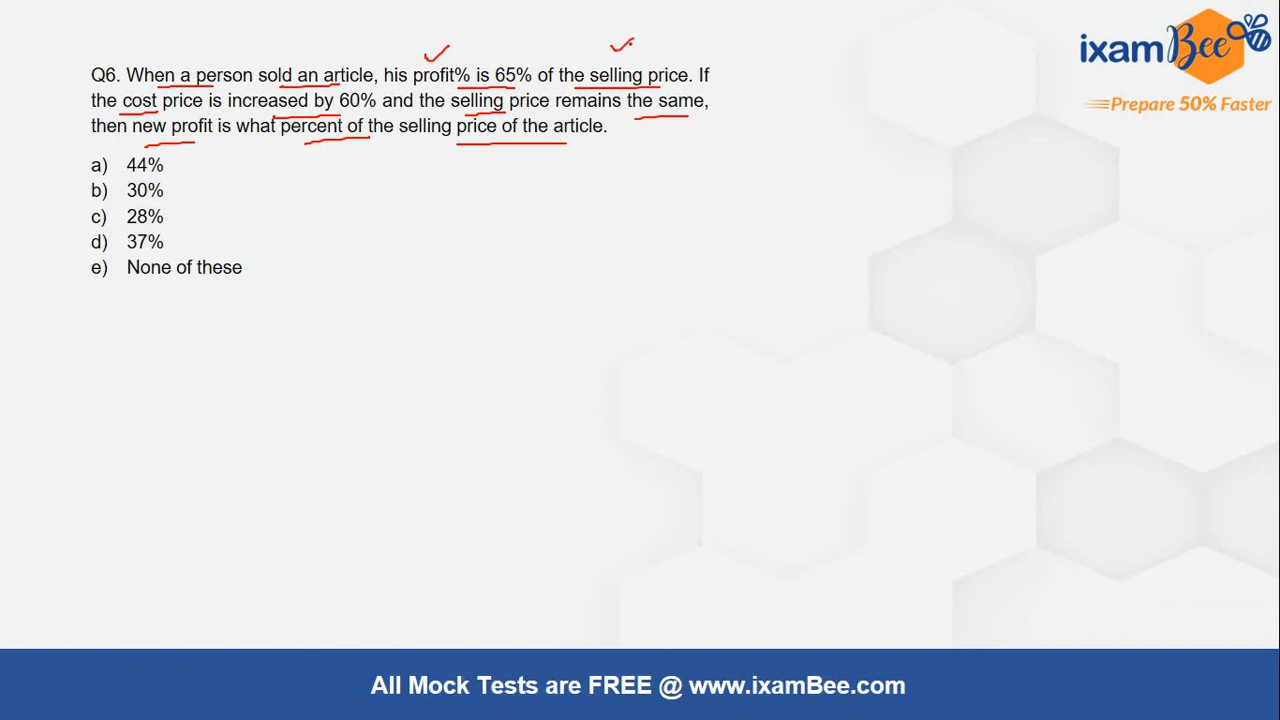 ixamBee
Prepare 50% Faster
Q6. When a person sold an article, his profit% is 65% of the selling price. If
the cost price is increased by 60% and the selling price remains the same,
then new profit is what percent of the selling price of the article.
a) 44%
b) 30%
c) 28%
d) 37%
e) None of these
All Mock Tests are FREE @ www.ixamBee.com